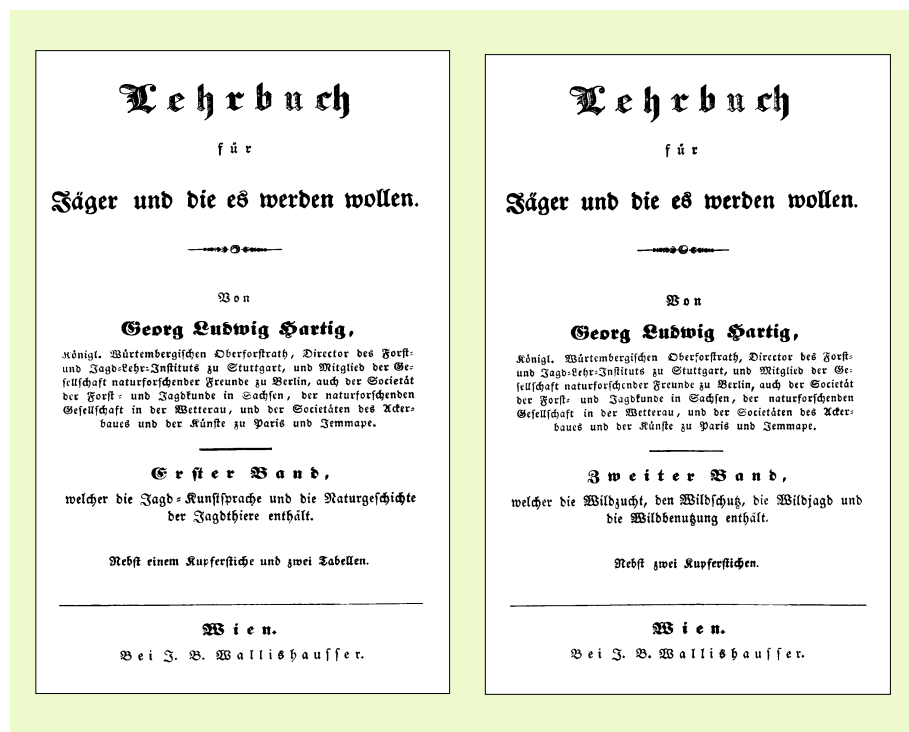 Lehrbuch
für
Jäger und die es werden wollen.
Von
Georg Ludwig Hartig,
Königl. Würtembergischen Oberforstrath, Director des Forst-
und Jagd-Lehr-Instituts zu Stuttgart, und Mitglied der Ge-
sellschaft naturforschender Freunde zu Berlin, auch der Societät
der Forst- und Jagdkunde in Sachsen, der naturforschenden
Gesellschaft in der Wetterau, und der Societäten des Acker-
baues und der Künste zu Paris und Jemmape.
Erster Band,
welcher die Jagd-Kunstsprache und die Naturgeschichte
der Jagdthiere enthält.
Nebst einem Kupferstiche und zwei Tabellen.
Wien.
Bei J. B. Wallishausser.
Lehrbuch
für
Jäger und die es werden wollen.
Von
Georg Ludwig Hartig,
Königl. Würtembergischen Oberforstrath, Director des Forst-
und Jagd-Lehr-Instituts zu Stuttgart, und Mitglied der Ge-
sellschaft naturforschender Freunde zu Berlin, auch der Societät
der Forst- und Jagdkunde in Sachsen, der naturforschenden
Gesellschaft in der Wetterau, und der Societäten des Acker-
baues und der Künste zu Paris und Jemmape.
Zweiter Band,
welcher die Wildzucht, den Wildschutz, die Wildjagd und
die Wildbenutzung enthält.
Nebst zwei Kupferstichen.
Wien.
Bei J. B. Wallishausser.